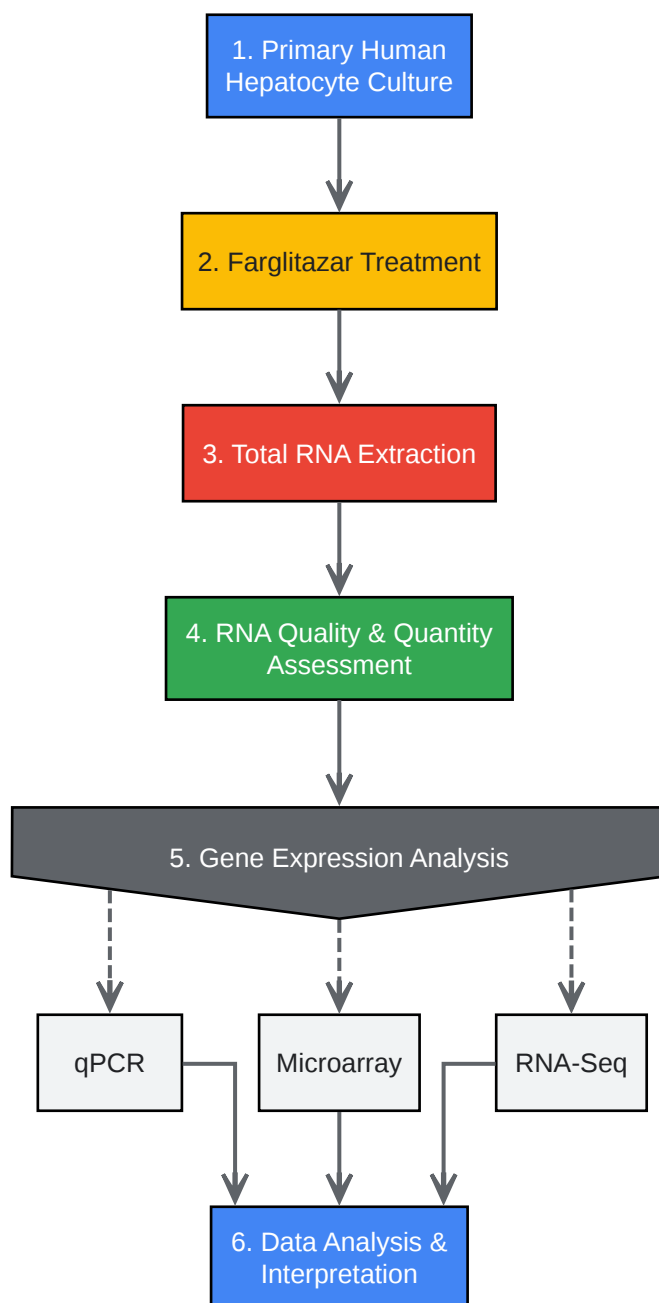 1. Primary Human
Hepatocyte Culture
2. Farglitazar Treatment
3. Total RNA Extraction
4. RNA Quality & Quantity
Assessment
5. Gene Expression Analysis
qPCR
Microarray
RNA-Seq
6. Data Analysis &
Interpretation